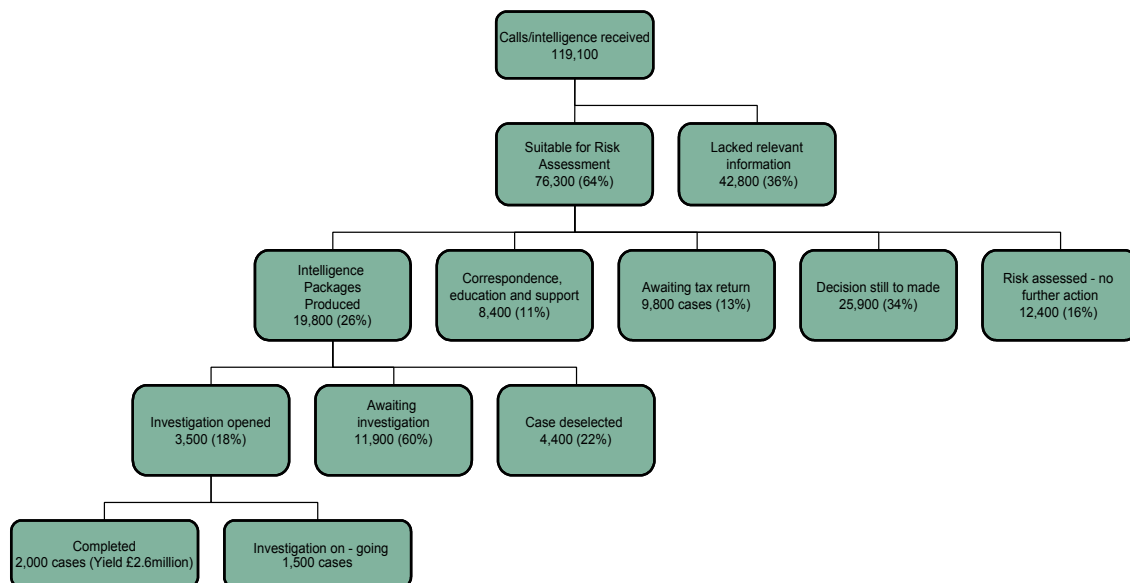 Calls/intelligence received
119,100
Suitable for Risk
Assessment
76,300 (64%)
Lacked relevant
information
42,800 (36%)
Intelligence
Packages
Produced
19,800 (26%)
Correspondence,
education and support
8,400 (11%)
Awaiting tax return
9,800 cases (13%)
Decision still to made
25,900 (34%)
Risk assessed - no
further action
12,400 (16%)
Investigation opened
3,500 (18%)
Awaiting
investigation
11,900 (60%)
Case deselected
4,400 (22%)
Completed
2,000 cases (Yield £2.6million)
Investigation on - going
1,500 cases